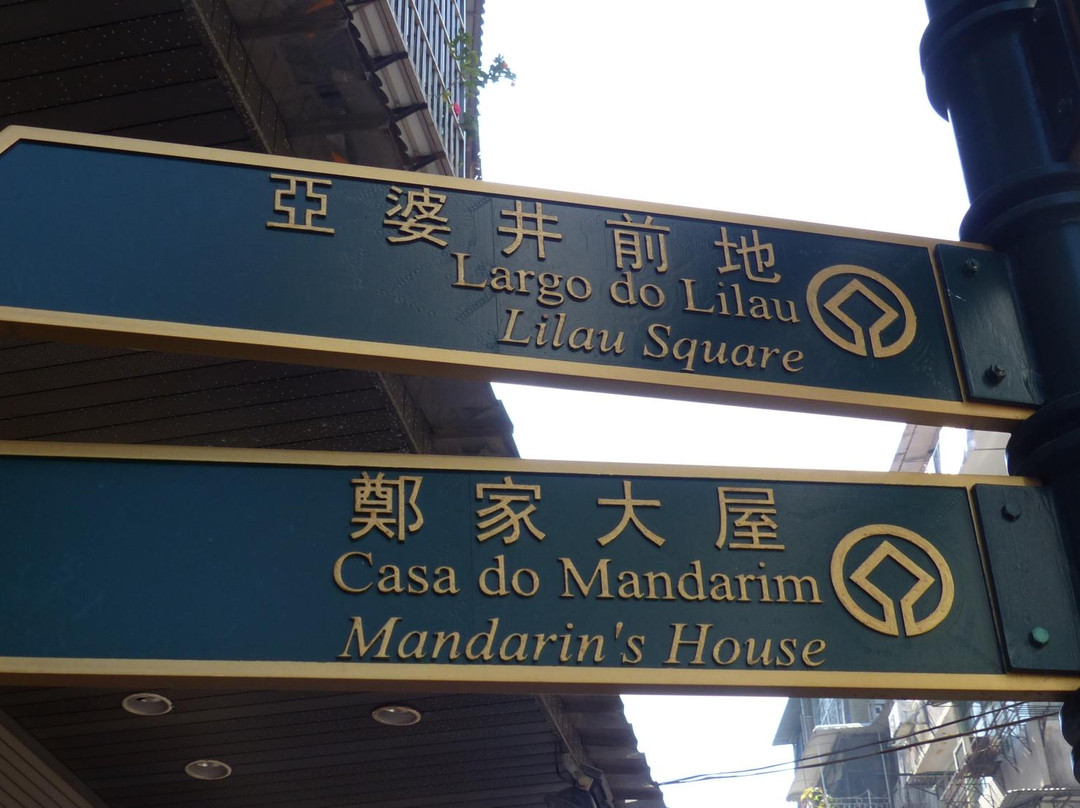 亞婆井前地
Largo do Lilau
Lilau Square
鄭家大屋
Casa do Mandarim
Mandarin's House